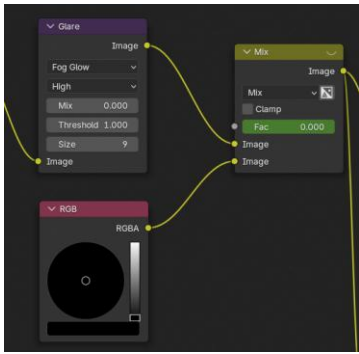 Glare
Image
Fog Glow
High
Mix 0.000
Threshold 1.000
Size 9
Image
Mix
Image
Mix
Clamp
Fac 0.000
Image
Image
RGB
RGBA